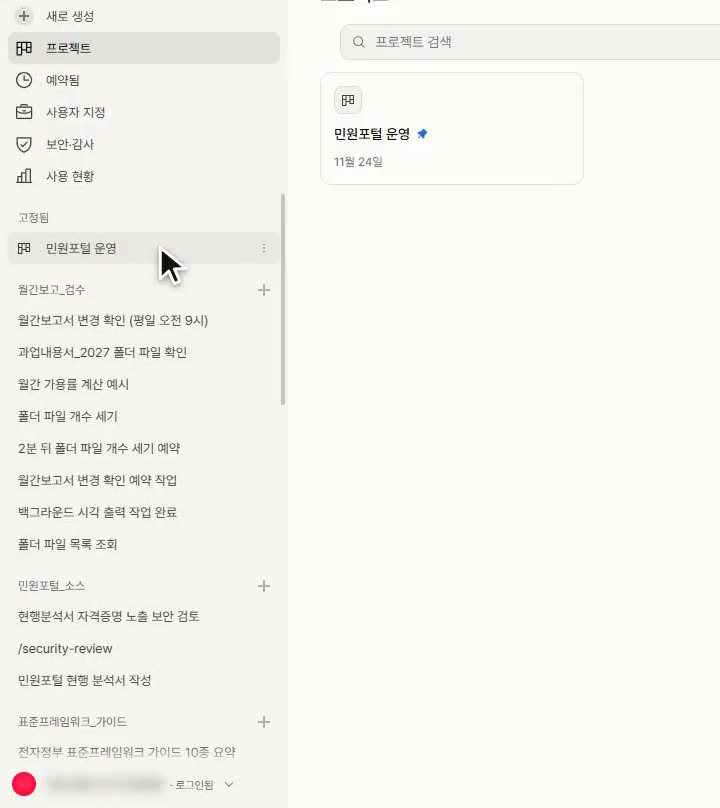 새로 생성
프로젝트
예약됨
사용자 지정
보안·감사
사용 현황
고정됨
민원포털 운영
월간보고_검수
월간보고서 변경 확인 (평일 오전 9시)
과업내용서_2027 폴더 파일 확인
월간 가용률 계산 예시
폴더 파일 개수 세기
2분 뒤 폴더 파일 개수 세기 예약
월간보고서 변경 확인 예약 작업
백그라운드 시각 출력 작업 완료
폴더 파일 목록 조회
민원포털_소스
현행분석서 자격증명 노출 보안 검토
/security-review
민원포털 현행 분석서 작성
표준프레임워크_가이드
전자정부 표준프레임워크 가이드 10종 요약
· 로그인됨
프로젝트 검색
민원포털 운영
11월 24일